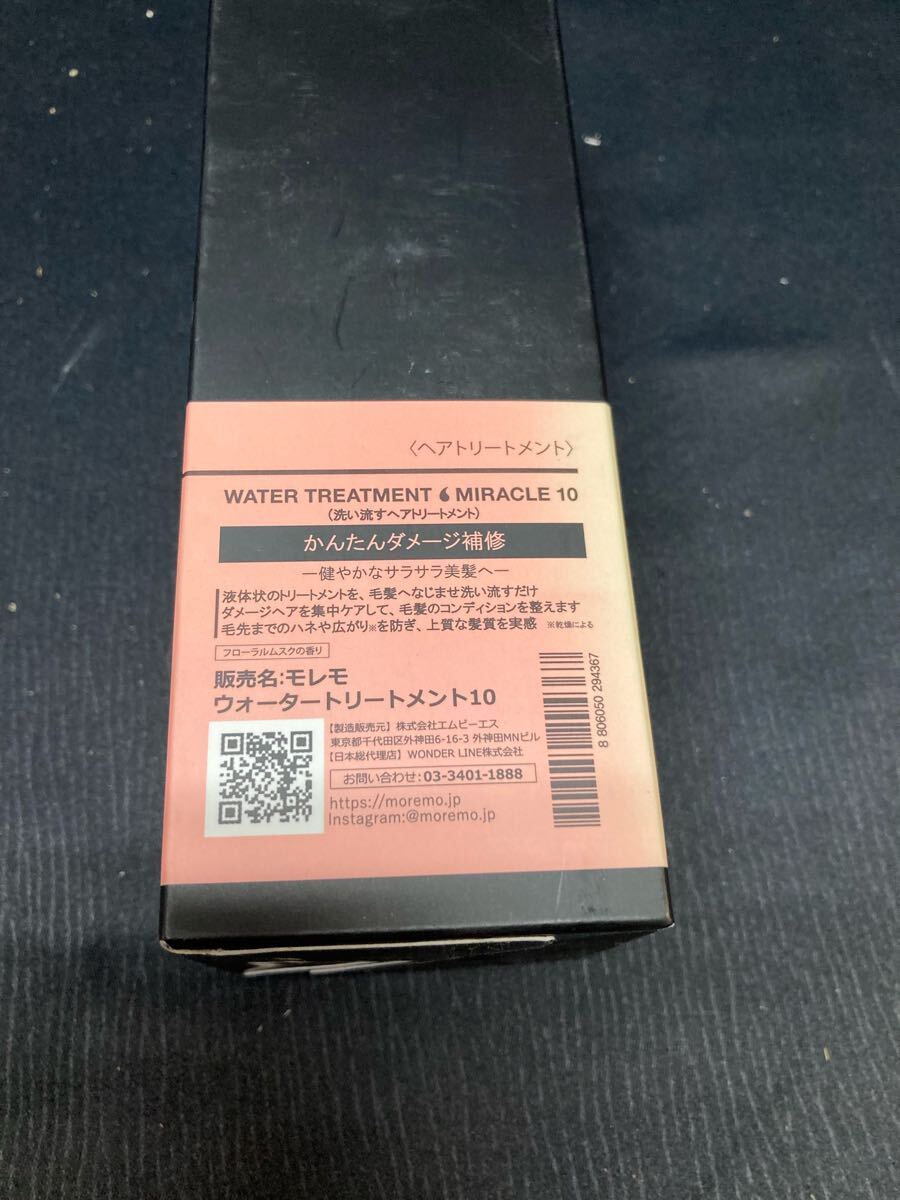 〈ヘアトリートメント〉
WATER TREATMENT MIRACLE 10
(洗い流すヘアトリートメント)
かんたんダメージ補修
―健やかなサラサラ美髪へ―
液体状のトリートメントを、毛髪へなじませ洗い流すだけ
ダメージヘアを集中ケアして、毛髪のコンディションを整えます
毛先までのハネや広がり※を防ぎ、上質な髪質を実感 ※乾燥による
フローラルムスクの香り
販売名:モレモ
ウォータートリートメント10
【製造販売元】株式会社エムビーエス
東京都千代田区外神田6-16-3 外神田MNビル
【日本総代理店】WONDER LINE株式会社
お問い合わせ:03-3401-1888
https://moremo.jp
Instagram:@moremo.jp
8 806050 294367